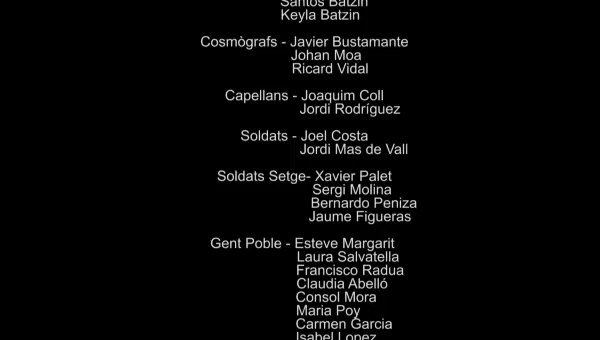 Santos Batzin
Keyla Batzin
Cosmògrafs - Javier Bustamante
Johan Moa
Ricard Vidal
Capellans - Joaquim Coll
Jordi Rodríguez
Soldats - Joel Costa
Jordi Mas de Vall
Soldats Setge- Xavier Palet
Sergi Molina
Bernardo Peniza
Jaume Figueras
Gent Poble - Esteve Margarit
Laura Salvatella
Francisco Radua
Claudia Abelló
Consol Mora
Maria Poy
Carmen Garcia
Isabel Lopez